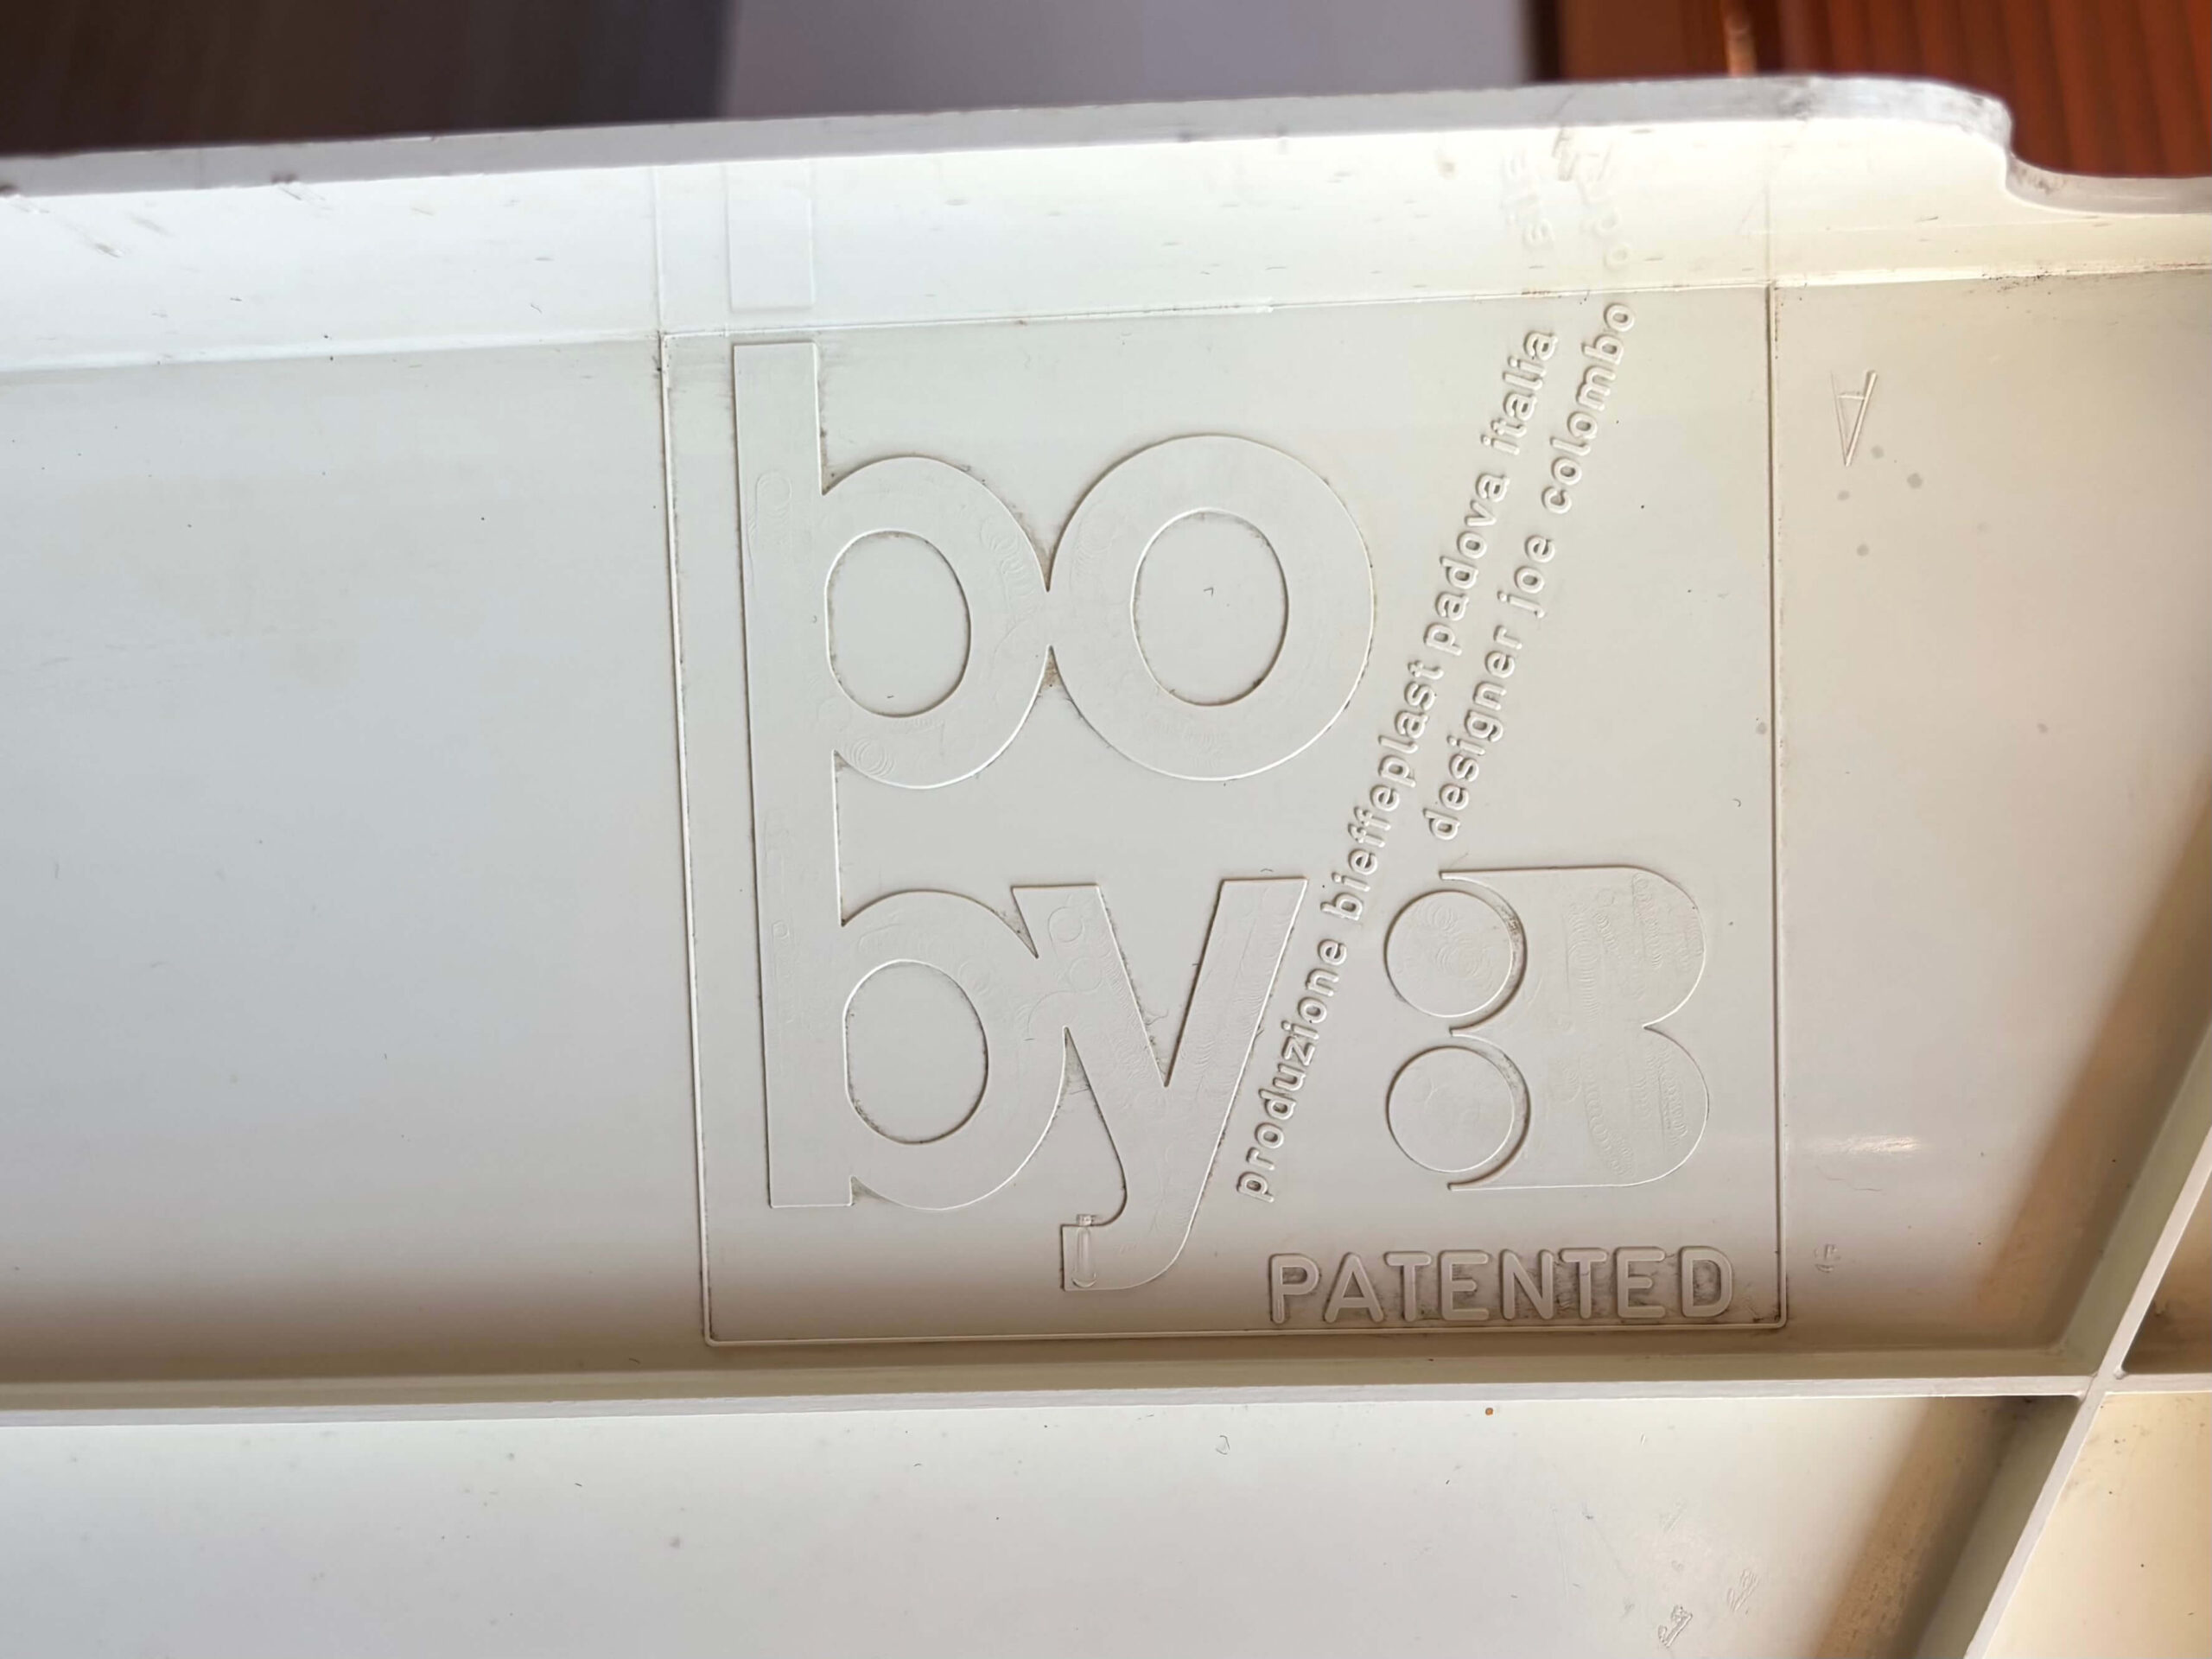 bo
by
produzione bieffeplast padova italia
designer joe colombo
PATENTED
A